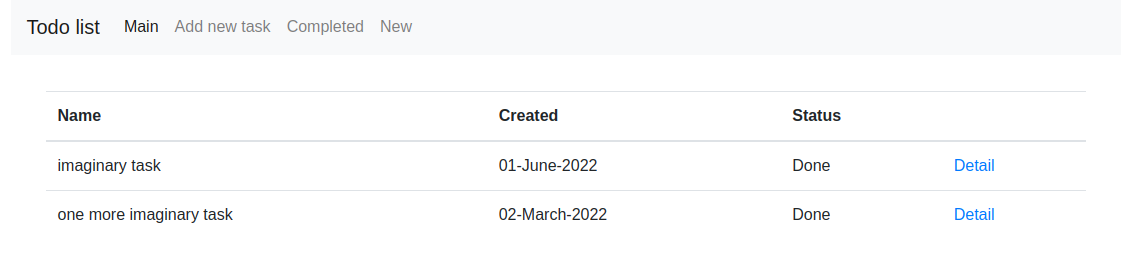 Todo list Main Add new task Completed New
Name Created Status
imaginary task 01-June-2022 Done Detail
one more imaginary task 02-March-2022 Done Detail